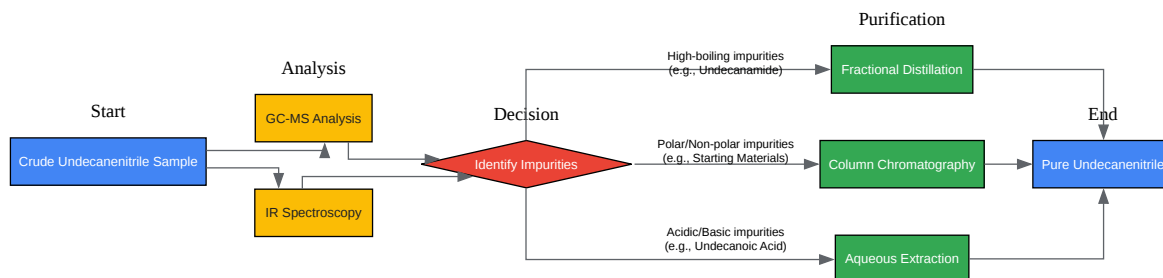 Start
Crude Undecanenitrile Sample
Analysis
GC-MS Analysis
IR Spectroscopy
Decision
Identify Impurities
High-boiling impurities
(e.g., Undecanamide)
Polar/Non-polar impurities
(e.g., Starting Materials)
Acidic/Basic impurities
(e.g., Undecanoic Acid)
Purification
Fractional Distillation
Column Chromatography
Aqueous Extraction
End
Pure Undecanenitrile